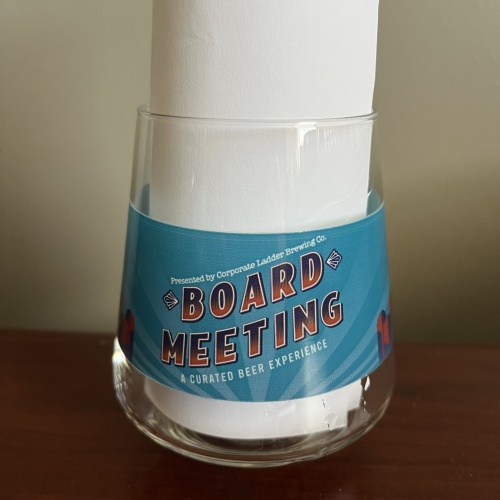 Presented by Corporate Ladder Brewing Co.
BOARD
MEETING
A CURATED BEER EXPERIENCE